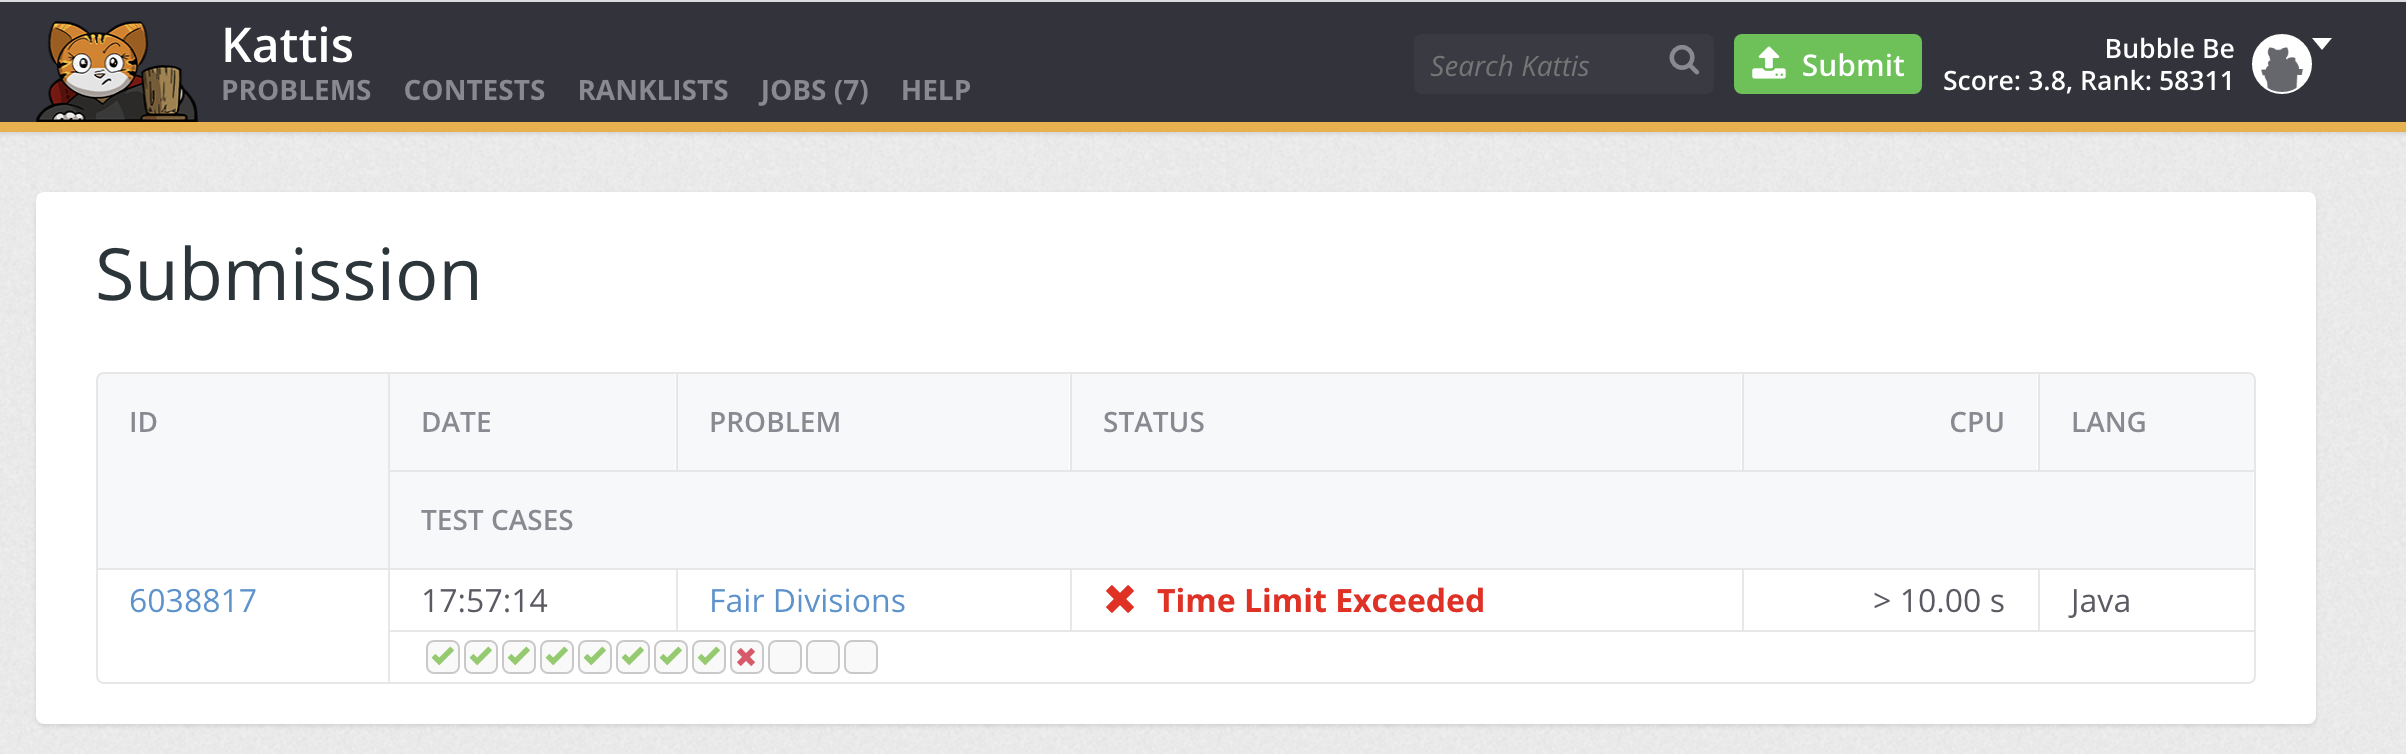 Kattis
PROBLEMS CONTESTS RANKLISTS JOBS (7) HELP
Search Kattis
Submit
Bubble Be
Score: 3.8, Rank: 58311
Submission
ID DATE PROBLEM STATUS CPU LANG
TEST CASES
6038817 17:57:14 Fair Divisions Time Limit Exceeded > 10.00 s Java